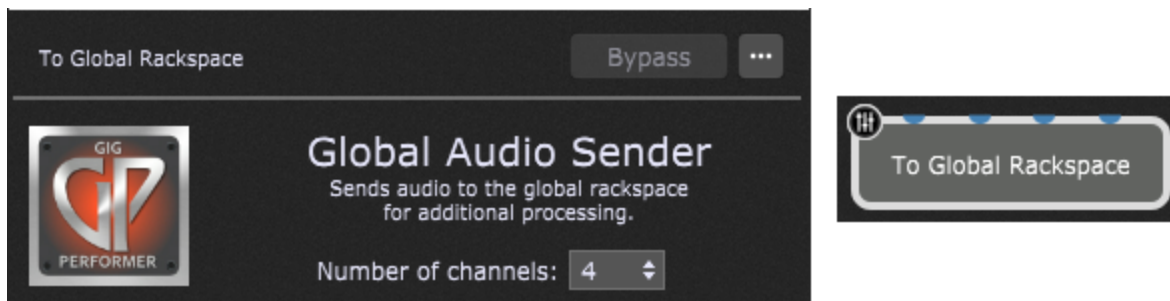 To Global Rackspace
Bypass
...
GIG
GP
PERFORMER
Global Audio Sender
Sends audio to the global rackspace
for additional processing.
Number of channels: 4
To Global Rackspace